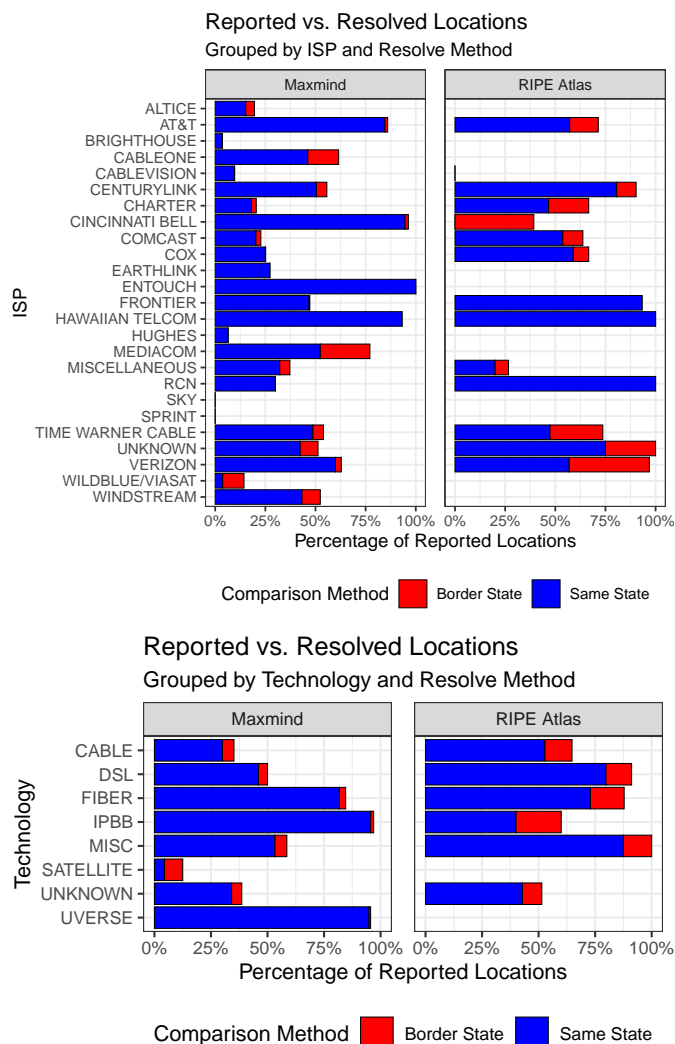 Reported vs. Resolved Locations
Grouped by ISP and Resolve Method
Maxmind RIPE Atlas
ISP
ALTICE
AT&T
BRIGHTHOUSE
CABLEONE
CABLEVISION
CENTURYLINK
CHARTER
CINCINNATI BELL
COMCAST
COX
EARTHLINK
ENTOUCH
FRONTIER
HAWAIIAN TELCOM
HUGHES
MEDIACOM
MISCELLANEOUS
RCN
SKY
SPRINT
TIME WARNER CABLE
UNKNOWN
VERIZON
WILDBLUE/VIASAT
WINDSTREAM
0% 25% 50% 75% 100% 0% 25% 50% 75% 100%
Percentage of Reported Locations
Comparison Method Border State Same State
Reported vs. Resolved Locations
Grouped by Technology and Resolve Method
Maxmind RIPE Atlas
Technology
CABLE
DSL
FIBER
IPBB
MISC
SATELLITE
UNKNOWN
UVERSE
0% 25% 50% 75% 100% 0% 25% 50% 75% 100%
Percentage of Reported Locations
Comparison Method Border State Same State